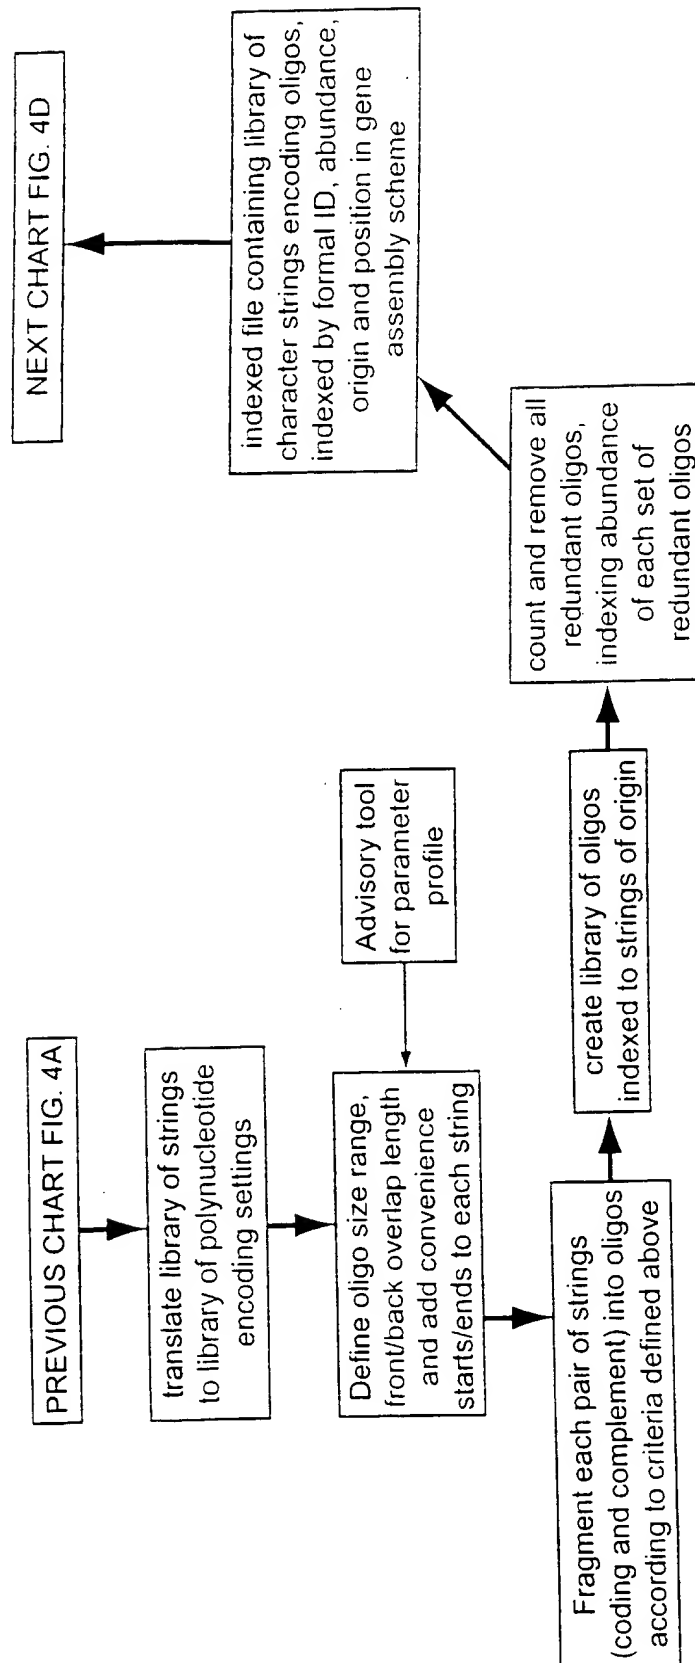 PREVIOUS CHART FIG. 4A
translate library of strings
to library of polynucleotide
encoding settings
Define oligo size range,
front/back overlap length
and add convenience
starts/ends to each string
Advisory tool
for parameter
profile
Fragment each pair of strings
(coding and complement) into oligos
according to criteria defined above
create library of oligos
indexed to strings of origin
count and remove all
redundant oligos,
indexing abundance
of each set of
redundant oligos
indexed file containing library of
character strings encoding oligos,
indexed by formal ID, abundance,
origin and position in gene
assembly scheme
NEXT CHART FIG. 4D